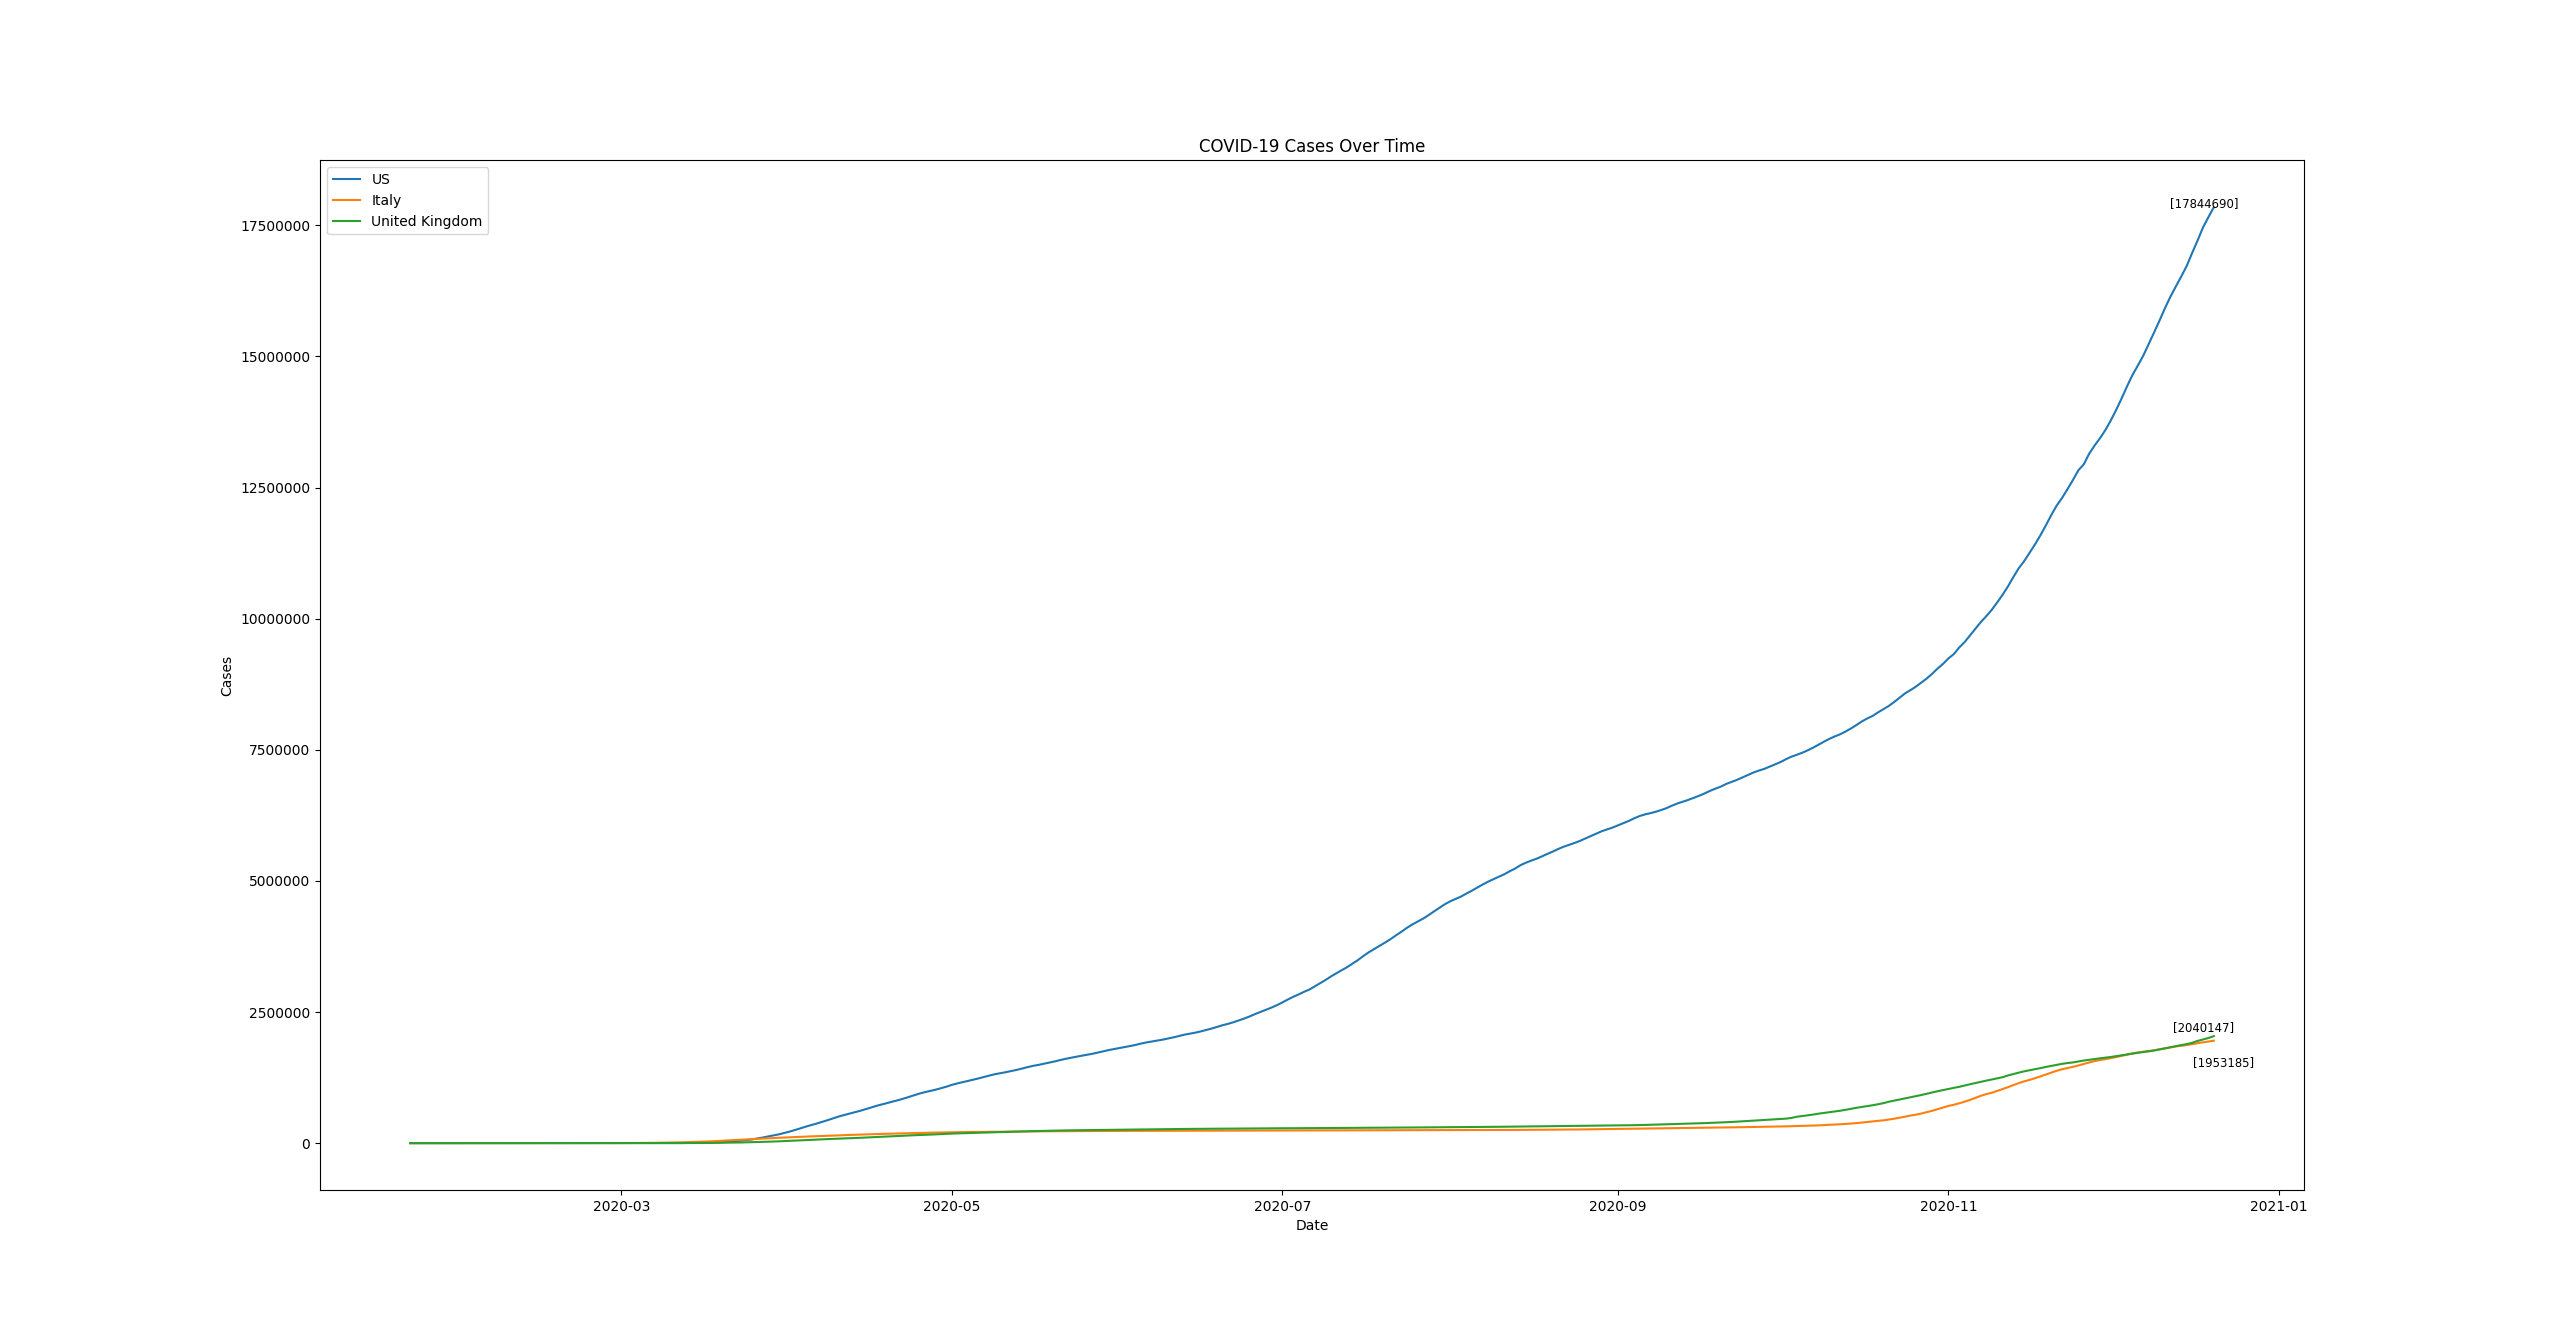 COVID-19 Cases Over Time
US
Italy
United Kingdom
[17844690]
17500000
15000000
12500000
10000000
Cases
7500000
5000000
2500000
[2040147]
[1953185]
0
2020-03 2020-05 2020-07 2020-09 2020-11 2021-01
Date